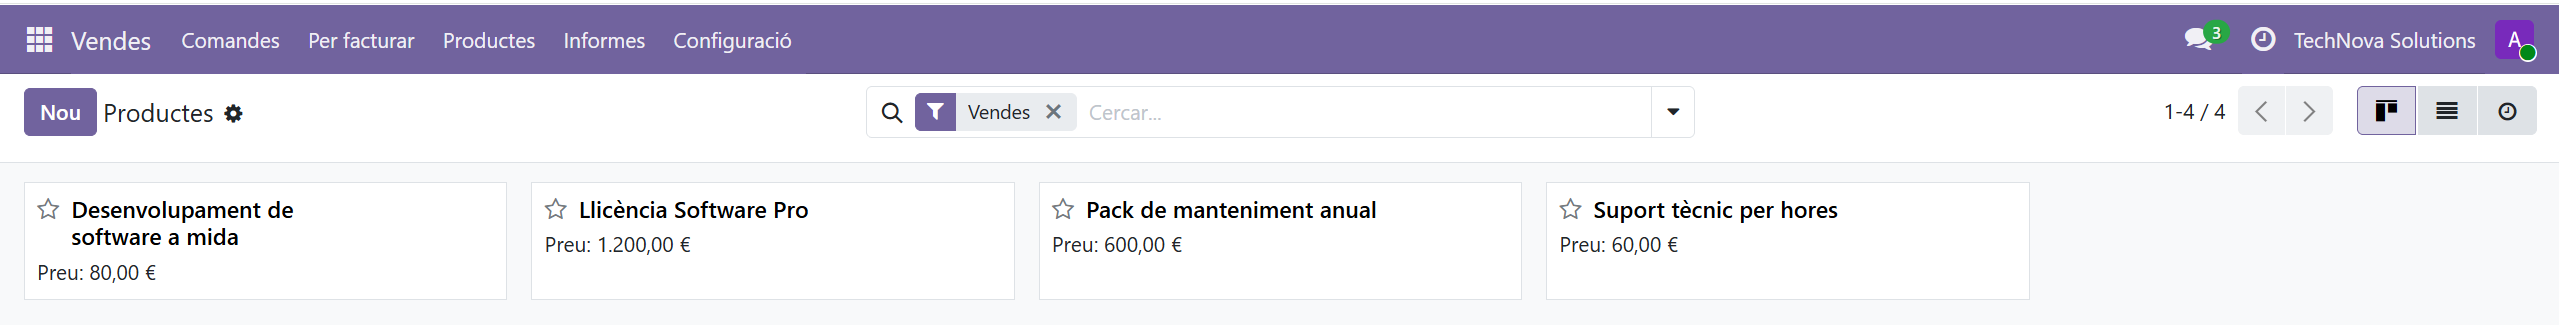 Vendes Comandes Per facturar Productes Informes Configuració 3 TechNova Solutions A
Nou Productes Vendes Cercar... 1-4 / 4
Desenvolupament de
software a mida
Preu: 80,00 €
Llicència Software Pro
Preu: 1.200,00 €
Pack de manteniment anual
Preu: 600,00 €
Suport tècnic per hores
Preu: 60,00 €